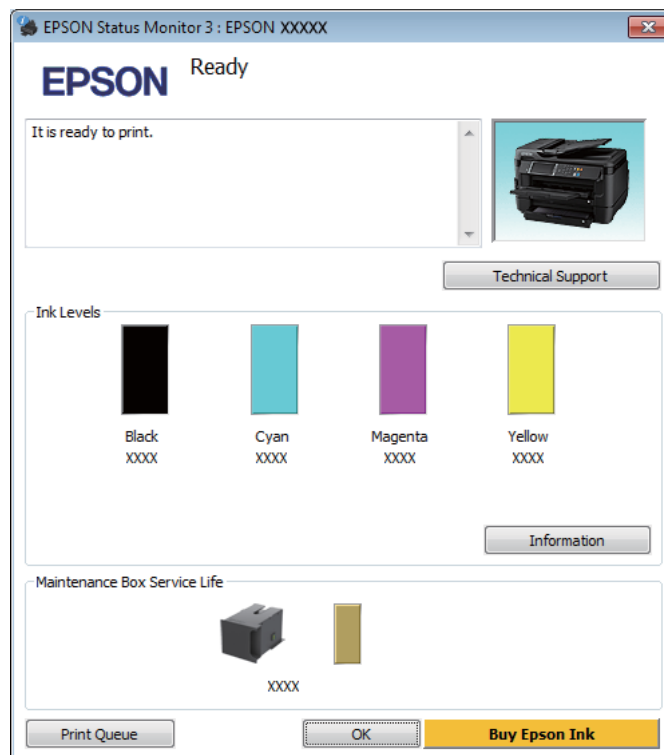 EPSON Status Monitor 3 : EPSON XXXXX
EPSON
Ready
It is ready to print.
Technical Support
Ink Levels
Black Cyan Magenta Yellow
XXXX XXXX XXXX XXXX
Information
Maintenance Box Service Life
XXXX
Print Queue OK Buy Epson Ink